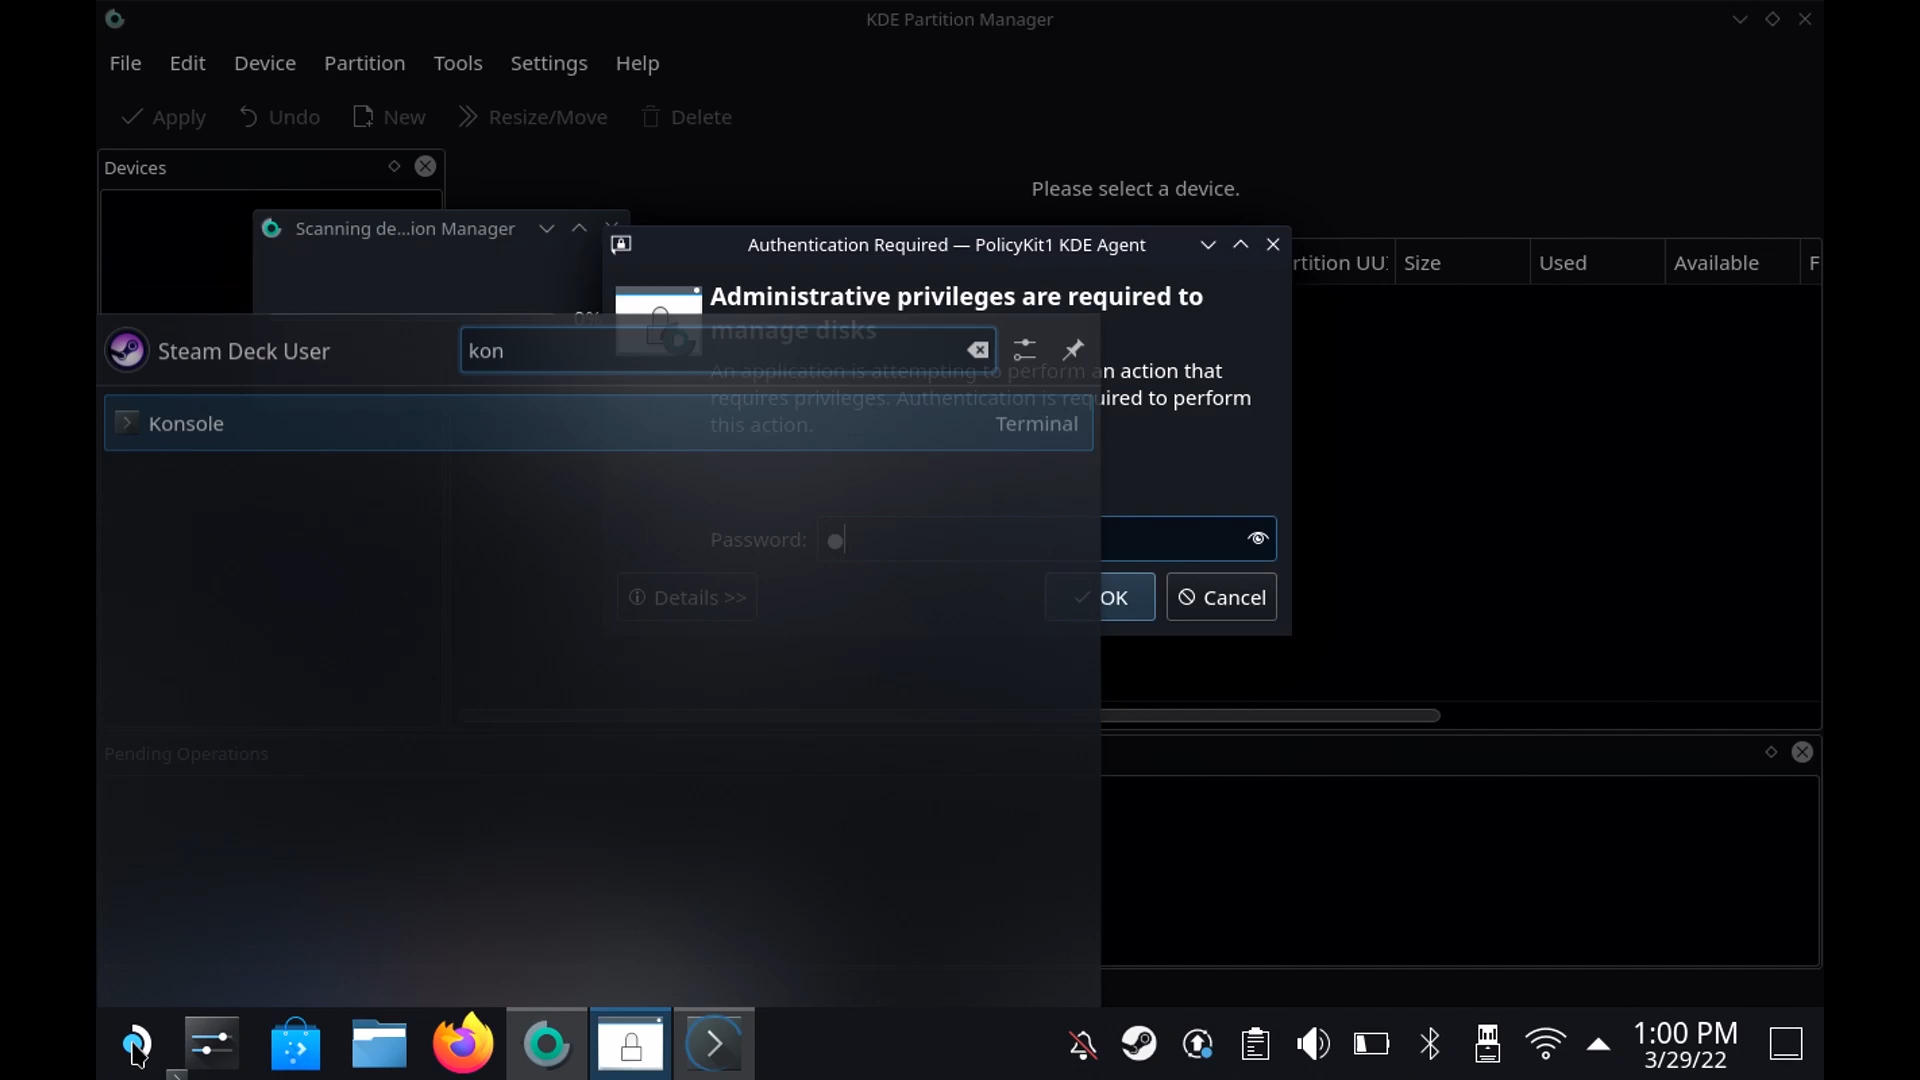 KDE Partition Manager
File Edit Device Partition Tools Settings Help
Apply Undo New Resize/Move Delete
Devices
Please select a device.
Scanning de...ion Manager
Authentication Required — PolicyKit1 KDE Agent
rtition UU: Size Used Available F
Administrative privileges are required to
manage disks
0%
Steam Deck User
kon
An application is attempting to perform an action that
requires privileges. Authentication is required to perform
this action.
Konsole
Terminal
Password:
Details >>
OK
Cancel
Pending Operations
1:00 PM
3/29/22